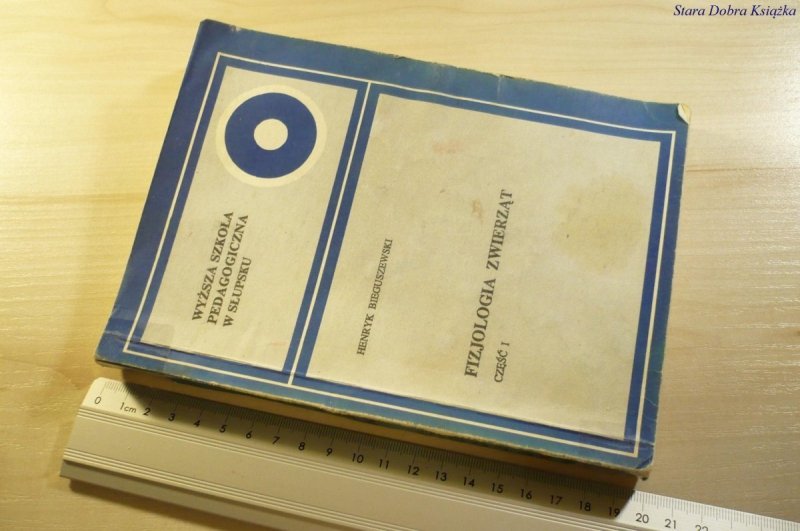 Stara Dobra Książka
WYŻSZA SZKOŁA
PEDAGOGICZNA
W SŁUPSKU
HENRYK BIEGUSZEWSKI
FIZJOLOGIA ZWIERZĄT
CZĘŚĆ I
0 1cm 2 3 4 5 6 7 8 9 10 11 12 13 14 15 16 17 18 19 20 21 22